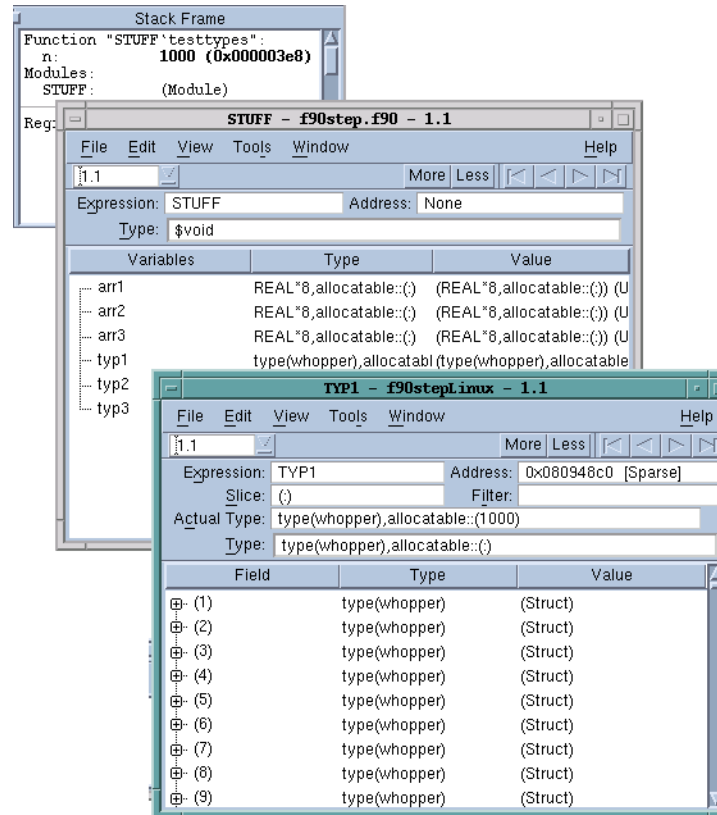 Stack Frame
Function "STUFF`testtypes":
n: 1000 (0x000003e8)
Modules:
STUFF: (Module)
STUFF - f90step.f90 - 1.1
File Edit View Tools Window Help
1.1 More Less
Expression: STUFF Address: None
Type: $void
Variables Type Value
arr1 REAL*8,allocatable::(:) (REAL*8,allocatable::(:)) (U
arr2 REAL*8,allocatable::(:) (REAL*8,allocatable::(:)) (U
arr3 REAL*8,allocatable::(:) (REAL*8,allocatable::(:)) (U
typ1 type(whopper),allocatabl (type(whopper),allocatable
typ2
typ3
TYP1 - f90stepLinux - 1.1
File Edit View Tools Window Help
1.1 More Less
Expression: TYP1 Address: 0x080948c0 [Sparse]
Slice: (:) Filter:
Actual Type: type(whopper),allocatable::(1000)
Type: type(whopper),allocatable::(:)
Field Type Value
(1) type(whopper) (Struct)
(2) type(whopper) (Struct)
(3) type(whopper) (Struct)
(4) type(whopper) (Struct)
(5) type(whopper) (Struct)
(6) type(whopper) (Struct)
(7) type(whopper) (Struct)
(8) type(whopper) (Struct)
(9) type(whopper) (Struct)